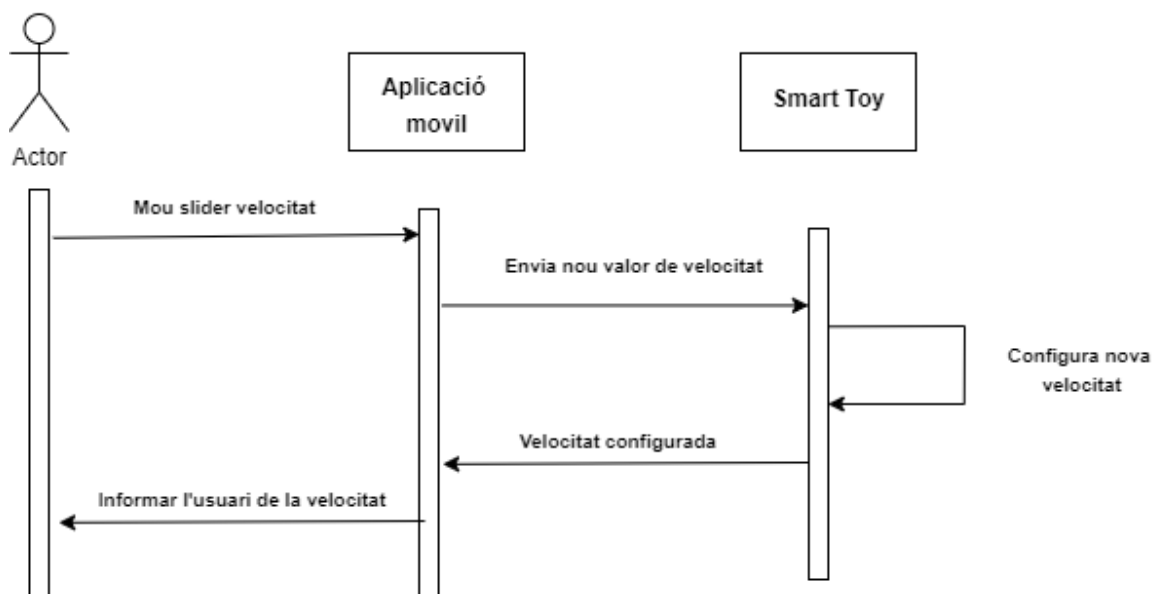 Aplicació
movil
Smart Toy
Actor
Mou slider velocitat
Envia nou valor de velocitat
Configura nova
velocitat
Velocitat configurada
Informar l'usuari de la velocitat